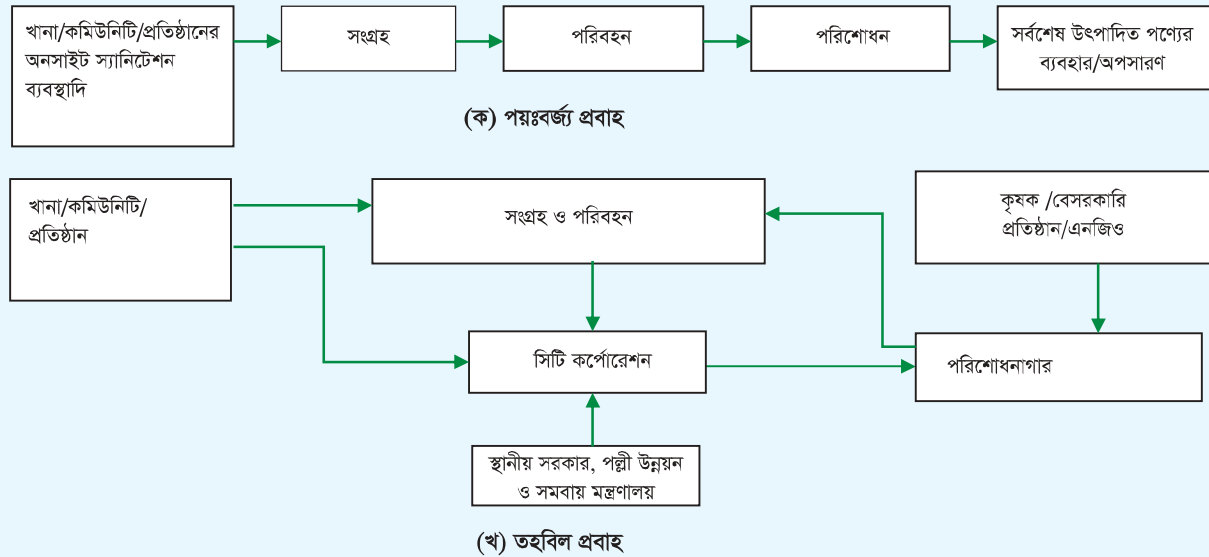 খানা/কমিউনিটি/প্রতিষ্ঠানের
অনসাইট স্যানিটেশন
ব্যবস্থাদি
সংগ্রহ
পরিবহন
পরিশোধন
সর্বশেষ উৎপাদিত পণ্যের
ব্যবহার/অপসারণ
(ক) পয়ঃবর্জ্য প্রবাহ
খানা/কমিউনিটি/
প্রতিষ্ঠান
সংগ্রহ ও পরিবহন
কৃষক /বেসরকারি
প্রতিষ্ঠান/এনজিও
সিটি কর্পোরেশন
পরিশোধনাগার
স্থানীয় সরকার, পল্লী উন্নয়ন
ও সমবায় মন্ত্রণালয়
(খ) তহবিল প্রবাহ